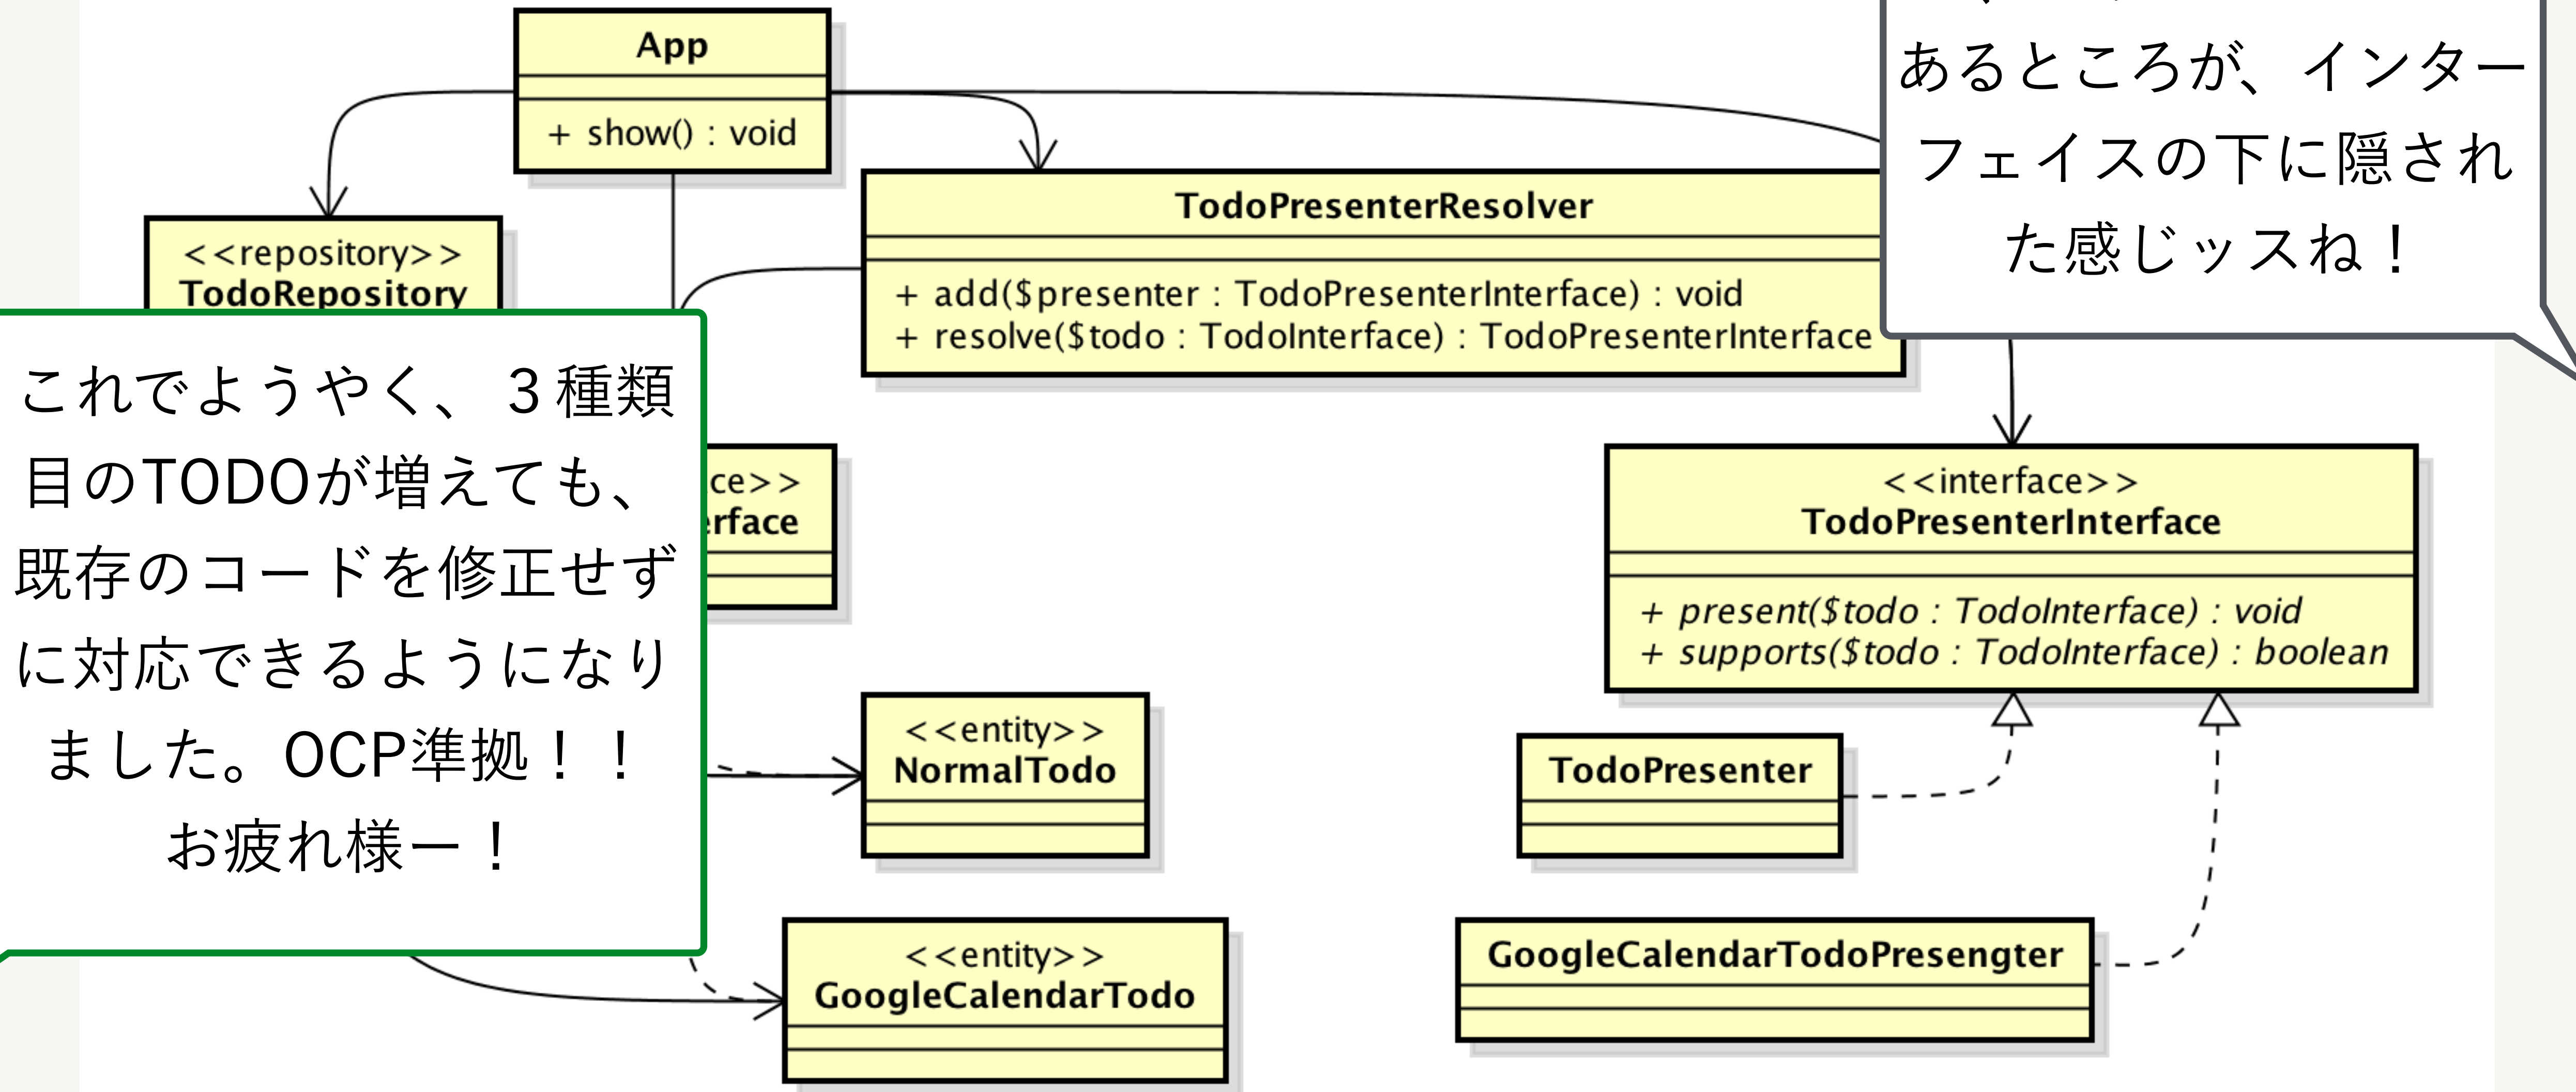 App
+ show() : void
<<repository>>
TodoRepository
TodoPresenterResolver
+ add($presenter : TodoPresenterInterface) : void
+ resolve($todo : TodoInterface) : TodoPresenterInterface
あるところが、インター
フェイスの下に隠され
た感じッスね！
これでようやく、３種類
目のTODOが増えても、
既存のコードを修正せず
に対応できるようになり
ました。OCP準拠！！
お疲れ様ー！
ce>>
erface
<<interface>>
TodoPresenterInterface
+ present($todo : TodoInterface) : void
+ supports($todo : TodoInterface) : boolean
<<entity>>
NormalTodo
TodoPresenter
<<entity>>
GoogleCalendarTodo
GoogleCalendarTodoPresengter